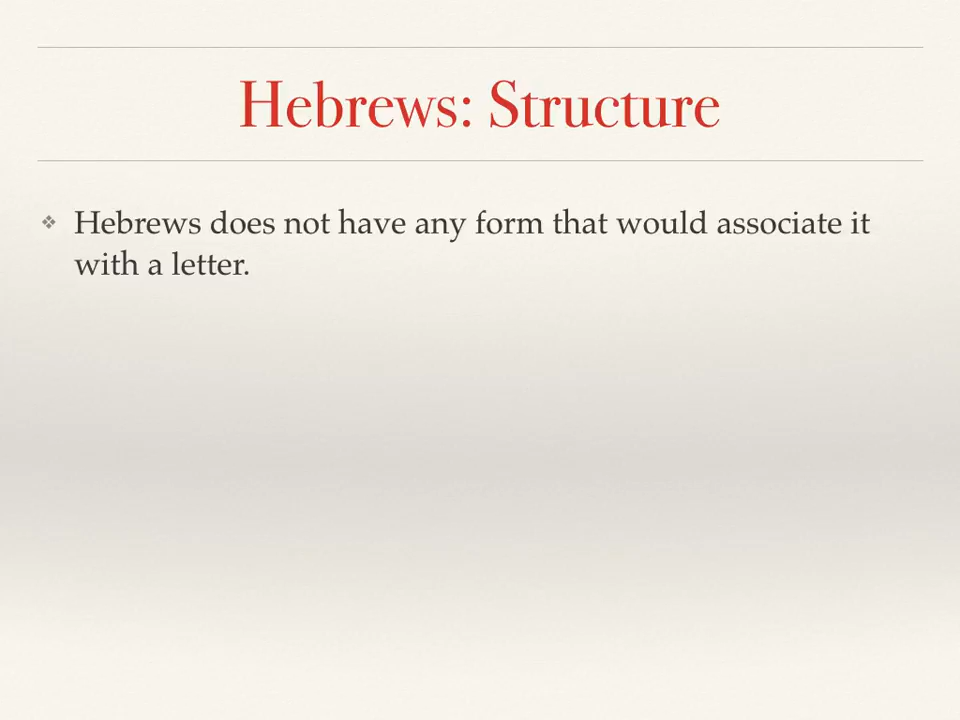 Hebrews: Structure
❖ Hebrews does not have any form that would associate it
with a letter.